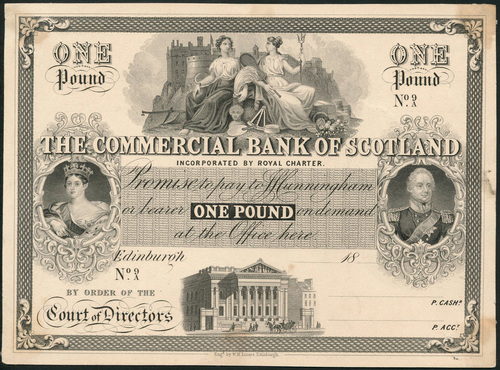 ONE
Pound
ONE
Pound
No
THE COMMERCIAL BANK OF SCOTLAND
INCORPORATED BY ROYAL CHARTER.
Promise to pay to
or bearer ONE POUND on demand
at the Office here.
Edinburgh 18
No
BY ORDER OF THE
Court of Directors
P. CASHR.
P. ACCT.
Edinburgh.